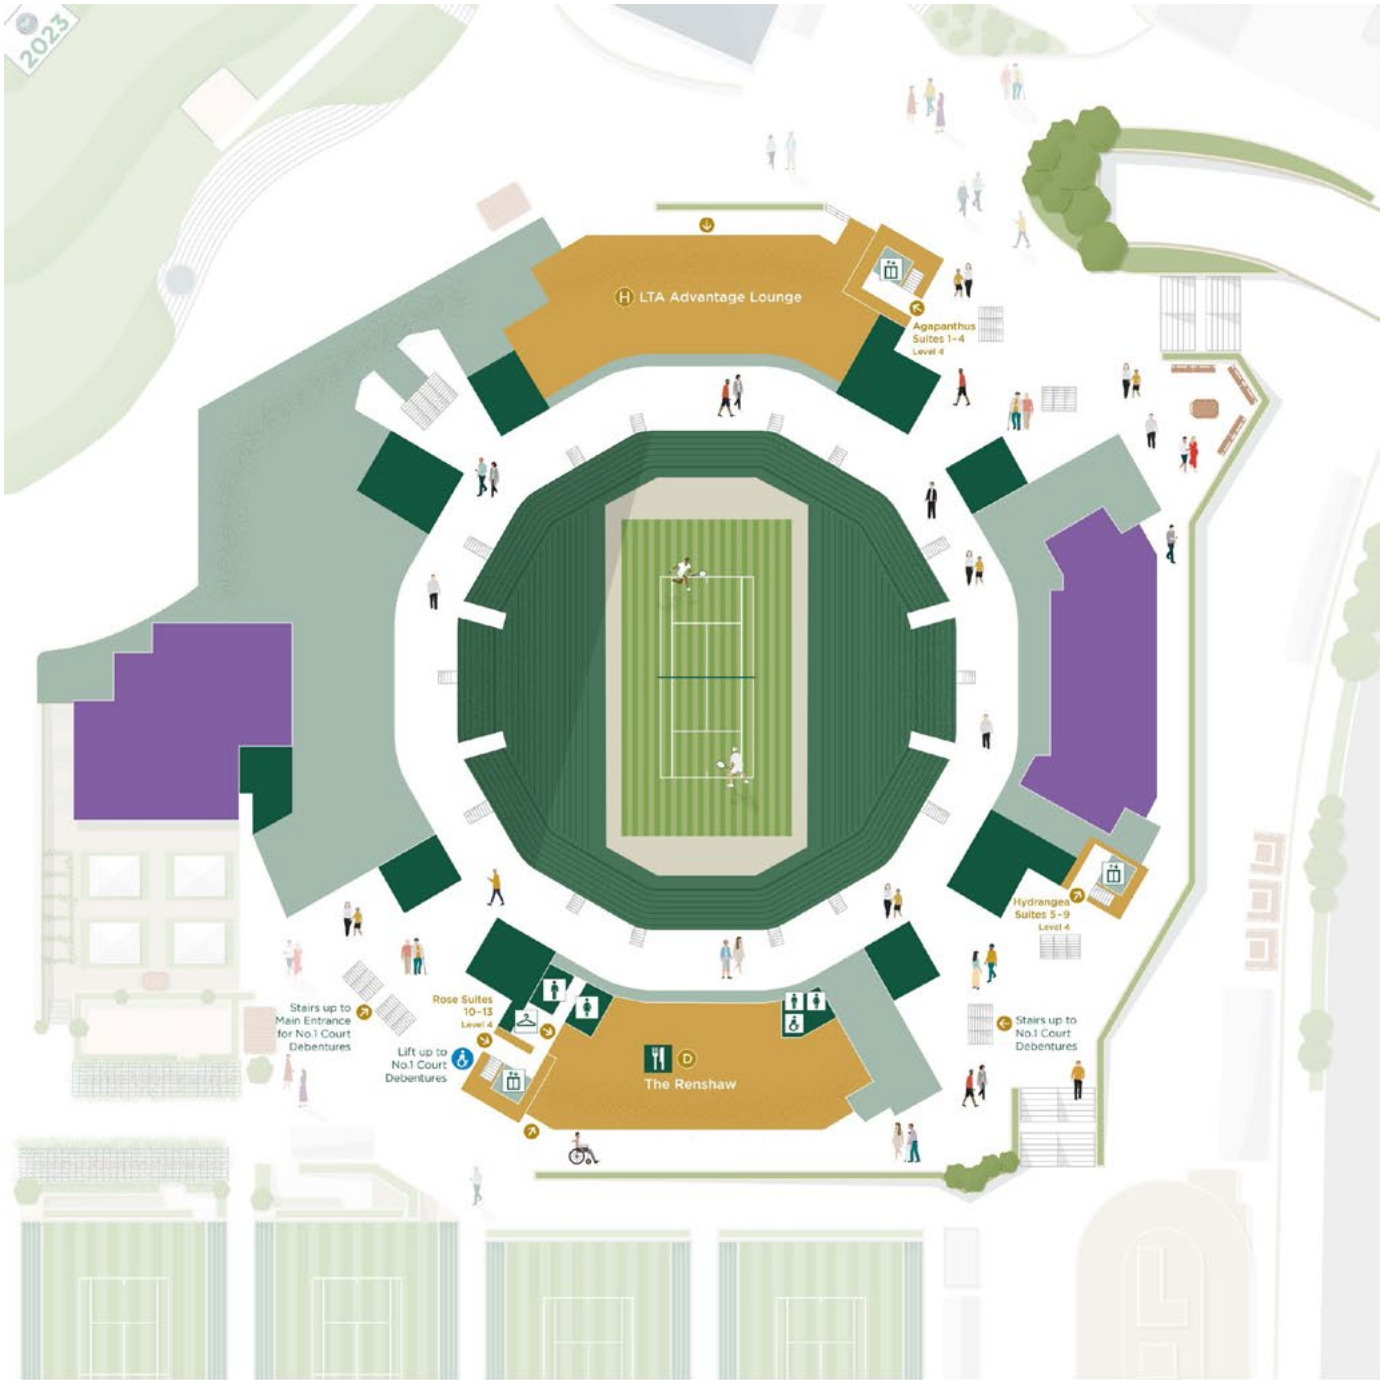 2023
H LTA Advantage Lounge
Agapanthus
Suites 1–4
Level 4
Hydrangea
Suites 5–9
Level 4
Rose Suites
10–13
Level 4
Stairs up to
Main Entrance
for No.1 Court
Debentures
Lift up to
No.1 Court
Debentures
D
The Renshaw
Stairs up to
No.1 Court
Debentures